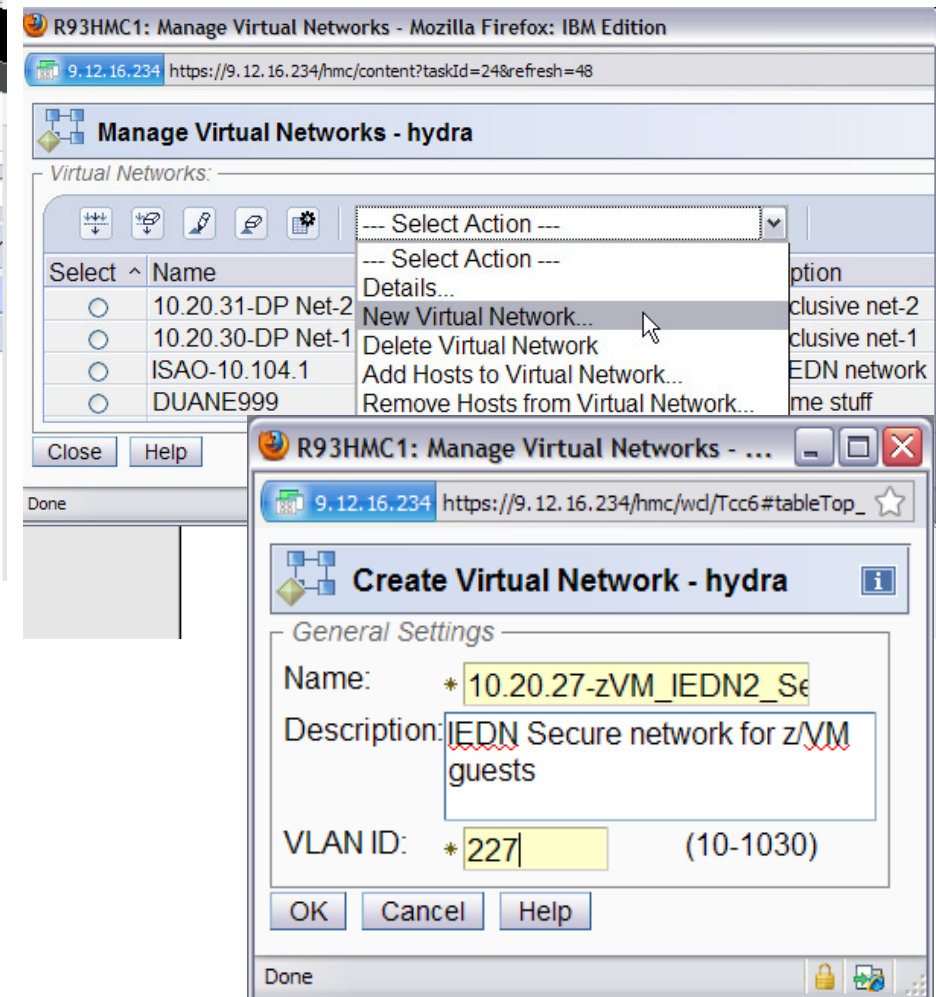 R93HMC1: Manage Virtual Networks - Mozilla Firefox: IBM Edition
9.12.16.234 https://9.12.16.234/hmc/content?taskId=24&refresh=48
Manage Virtual Networks - hydra
Virtual Networks:
--- Select Action ---
Select ^ Name --- Select Action --- ption
Details...
10.20.31-DP Net-2 New Virtual Network... clusive net-2
10.20.30-DP Net-1 Delete Virtual Network clusive net-1
ISAO-10.104.1 Add Hosts to Virtual Network... EDN network
DUANE999 Remove Hosts from Virtual Network... me stuff
Close Help
Done
R93HMC1: Manage Virtual Networks - ...
9.12.16.234 https://9.12.16.234/hmc/wcl/Tcc6#tableTop_
Create Virtual Network - hydra
General Settings
Name: * 10.20.27-zVM_IEDN2_Se
Description: IEDN Secure network for z/VM
guests
VLAN ID: * 227 (10-1030)
OK Cancel Help
Done